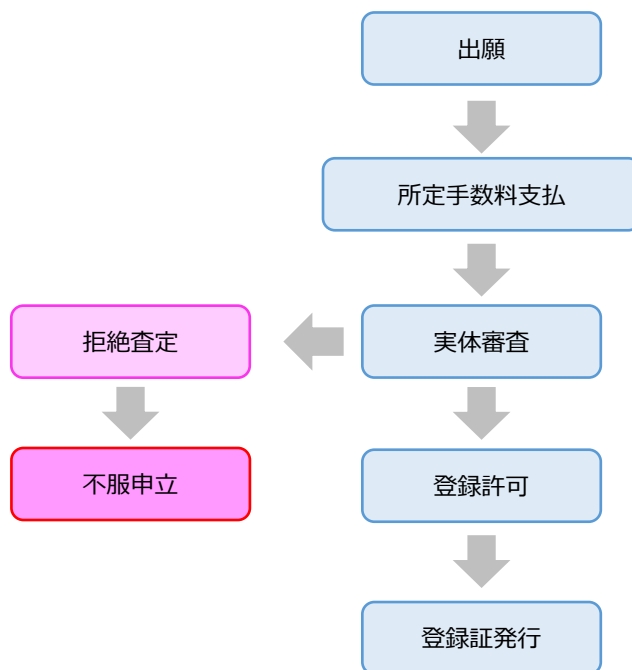 出願
所定手数料支払
拒絶査定
実体審査
不服申立
登録許可
登録証発行